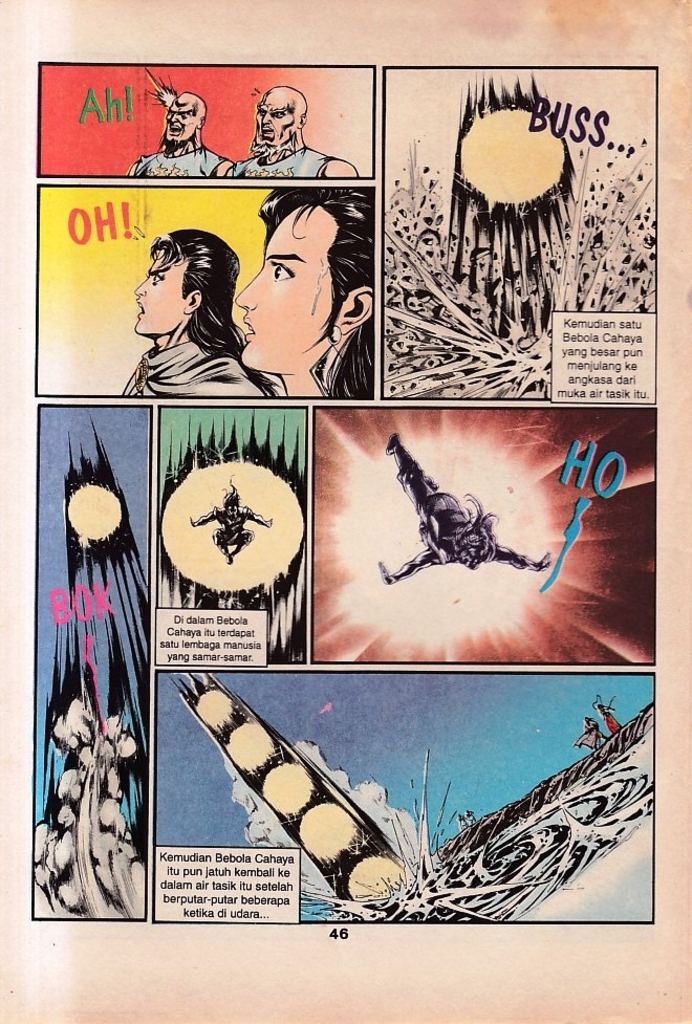 Ah!
BUSS...
OH!
Kemudian satu
Bebola Cahaya
yang besar pun
menjulang ke
angkasa dari
muka air tasik itu.
BOK
Di dalam Bebola
Cahaya itu terdapat
satu lembaga manusia
yang samar-samar.
HO
Kemudian Bebola Cahaya
itu pun jatuh kembali ke
dalam air tasik itu setelah
berputar-putar beberapa
ketika di udara...
46